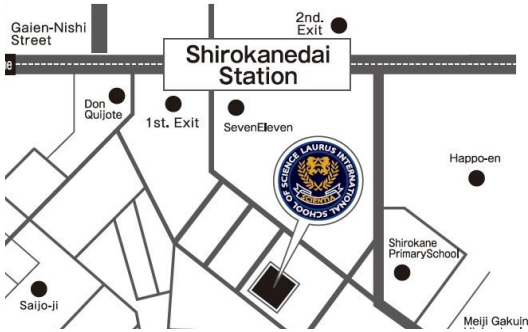 Gaien-Nishi
Street
2nd.
Exit
Shirokanedai
Station
Don
Quijote
1st. Exit
SevenEleven
LAURUS INTERNATIONAL SCHOOL OF SCIENCE
SCIENTIA
Happo-en
Shirokane
PrimarySchool
Saijo-ji
Meiji Gakuin